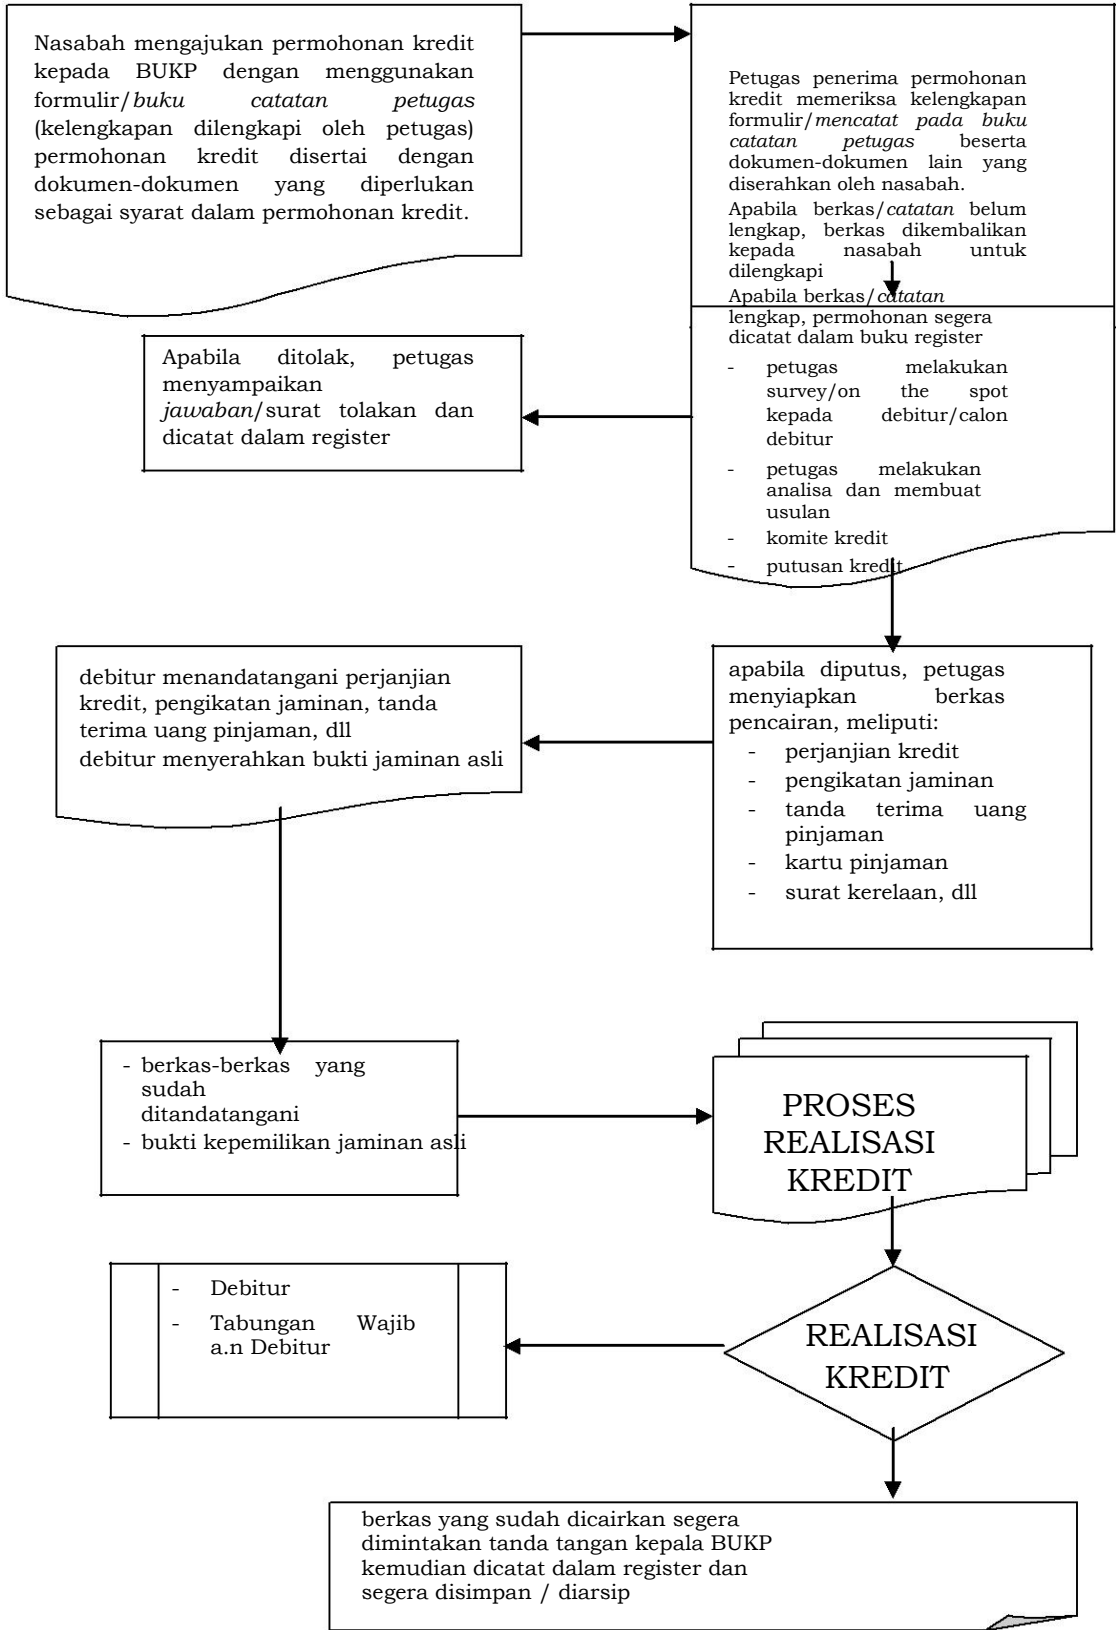 Nasabah mengajukan permohonan kredit
kepada BUKP dengan menggunakan
formulir/buku catatan petugas
(kelengkapan dilengkapi oleh petugas)
permohonan kredit disertai dengan
dokumen-dokumen yang diperlukan
sebagai syarat dalam permohonan kredit.
Petugas penerima permohonan
kredit memeriksa kelengkapan
formulir/mencatat pada buku
catatan petugas beserta
dokumen-dokumen lain yang
diserahkan oleh nasabah.
Apabila berkas/catatan belum
lengkap, berkas dikembalikan
kepada nasabah untuk
dilengkapi
Apabila berkas/catatan
lengkap, permohonan segera
dicatat dalam buku register
- petugas melakukan
survey/on the spot
kepada debitur/calon
debitur
- petugas melakukan
analisa dan membuat
usulan
- komite kredit
- putusan kredit
Apabila ditolak, petugas
menyampaikan
jawaban/surat tolakan dan
dicatat dalam register
apabila diputus, petugas
menyiapkan berkas
pencairan, meliputi:
- perjanjian kredit
- pengikatan jaminan
- tanda terima uang
pinjaman
- kartu pinjaman
- surat kerelaan, dll
debitur menandatangani perjanjian
kredit, pengikatan jaminan, tanda
terima uang pinjaman, dll
debitur menyerahkan bukti jaminan asli
- berkas-berkas yang
sudah
ditandatangani
- bukti kepemilikan jaminan asli
PROSES
REALISASI
KREDIT
REALISASI
KREDIT
- Debitur
- Tabungan Wajib
a.n Debitur
berkas yang sudah dicairkan segera
dimintakan tanda tangan kepala BUKP
kemudian dicatat dalam register dan
segera disimpan / diarsip